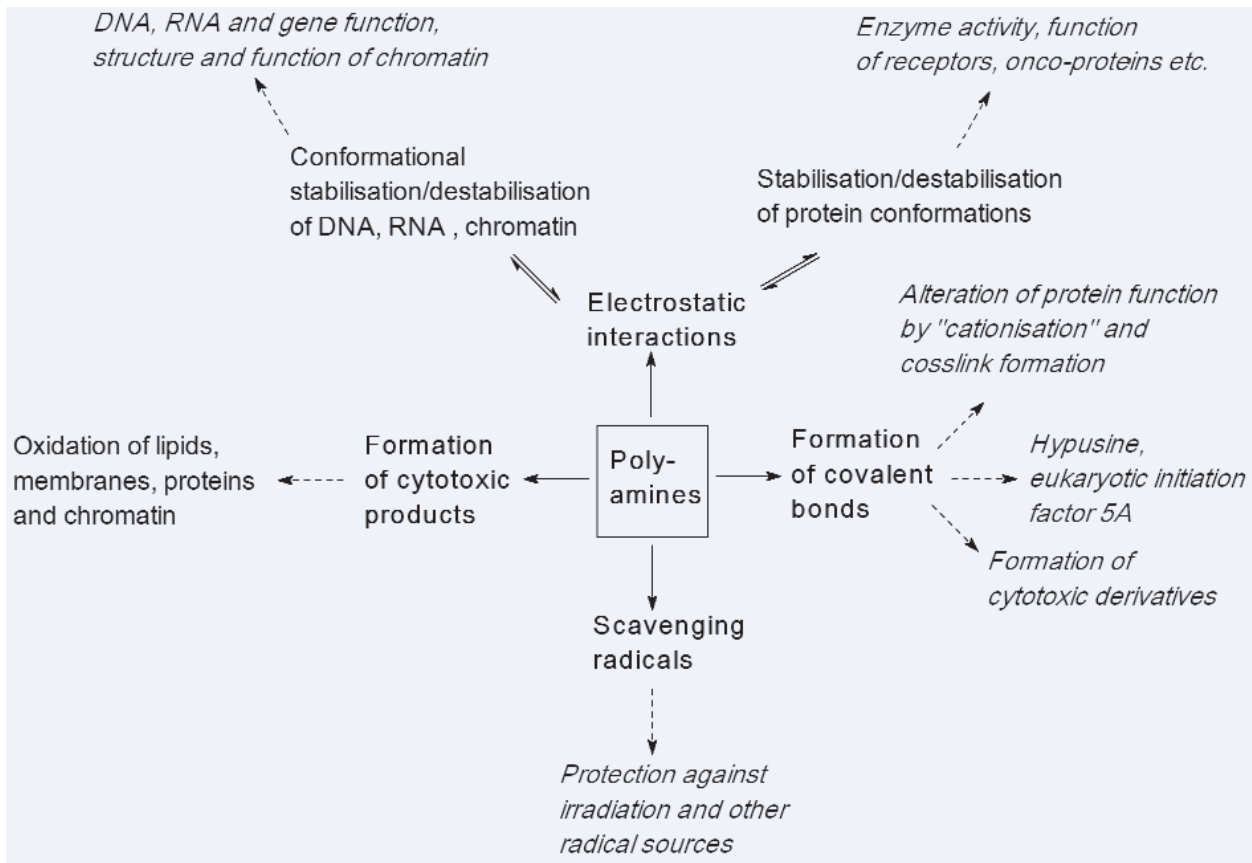 DNA, RNA and gene function,
structure and function of chromatin
Enzyme activity, function
of receptors, onco-proteins etc.
Conformational
stabilisation/destabilisation
of DNA, RNA , chromatin
Stabilisation/destabilisation
of protein conformations
Electrostatic
interactions
Alteration of protein function
by "cationisation" and
cosslink formation
Oxidation of lipids,
membranes, proteins
and chromatin
Formation
of cytotoxic
products
Poly-
amines
Formation
of covalent
bonds
Hypusine,
eukaryotic initiation
factor 5A
Formation of
cytotoxic derivatives
Scavenging
radicals
Protection against
irradiation and other
radical sources